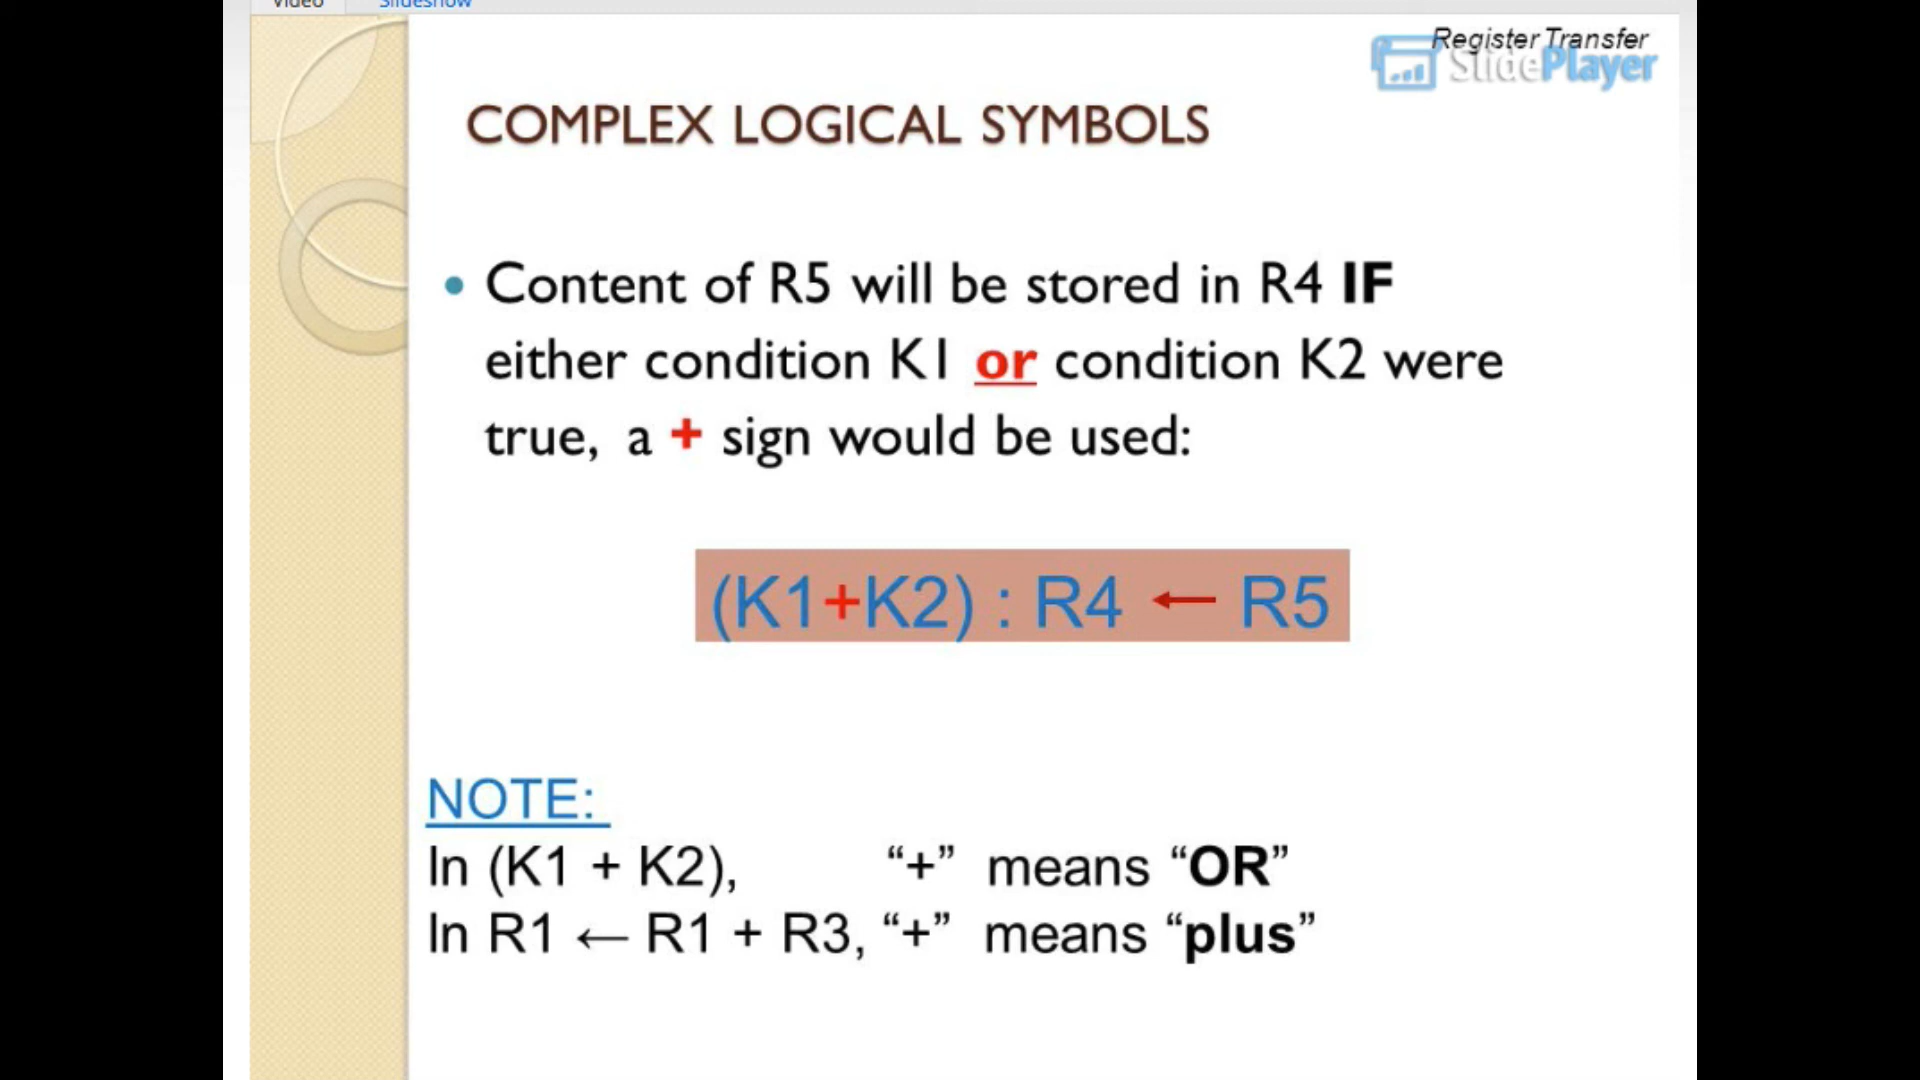 Video Slideshow
Register Transfer
SlidePlayer
COMPLEX LOGICAL SYMBOLS
• Content of R5 will be stored in R4 IF
either condition K1 or condition K2 were
true, a + sign would be used:
(K1+K2) : R4 ← R5
NOTE:
In (K1 + K2), “+” means “OR”
In R1 ← R1 + R3, “+” means “plus”